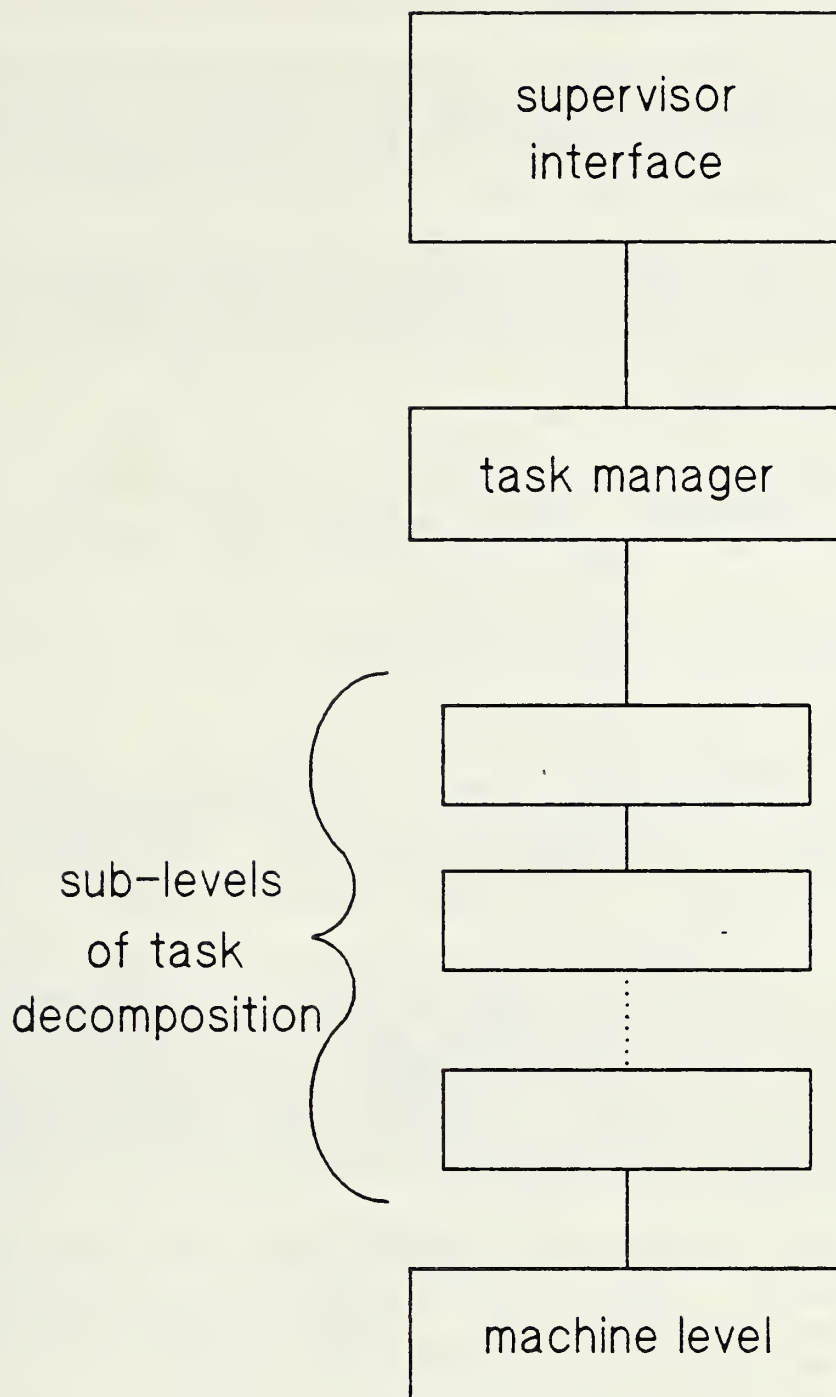 supervisor
interface
task manager
sub-levels
of task
decomposition
machine level